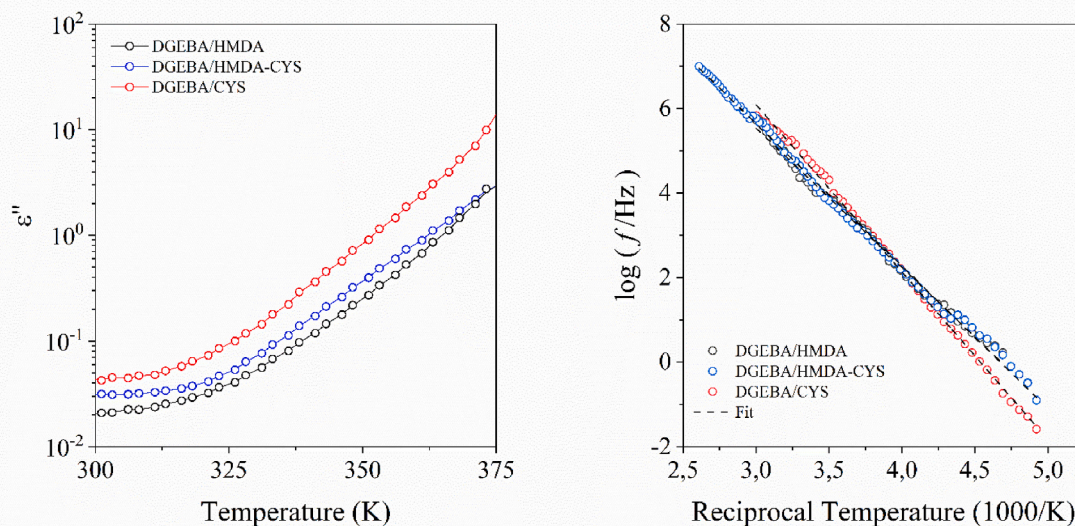 10²
10¹
10⁰
10⁻¹
10⁻²
ε''
DGEBA/HMDA
DGEBA/HMDA-CYS
DGEBA/CYS
300
325
350
375
Temperature (K)
8
6
4
2
0
-2
log (f/Hz)
DGEBA/HMDA
DGEBA/HMDA-CYS
DGEBA/CYS
Fit
2,5
3,0
3,5
4,0
4,5
5,0
Reciprocal Temperature (1000/K)